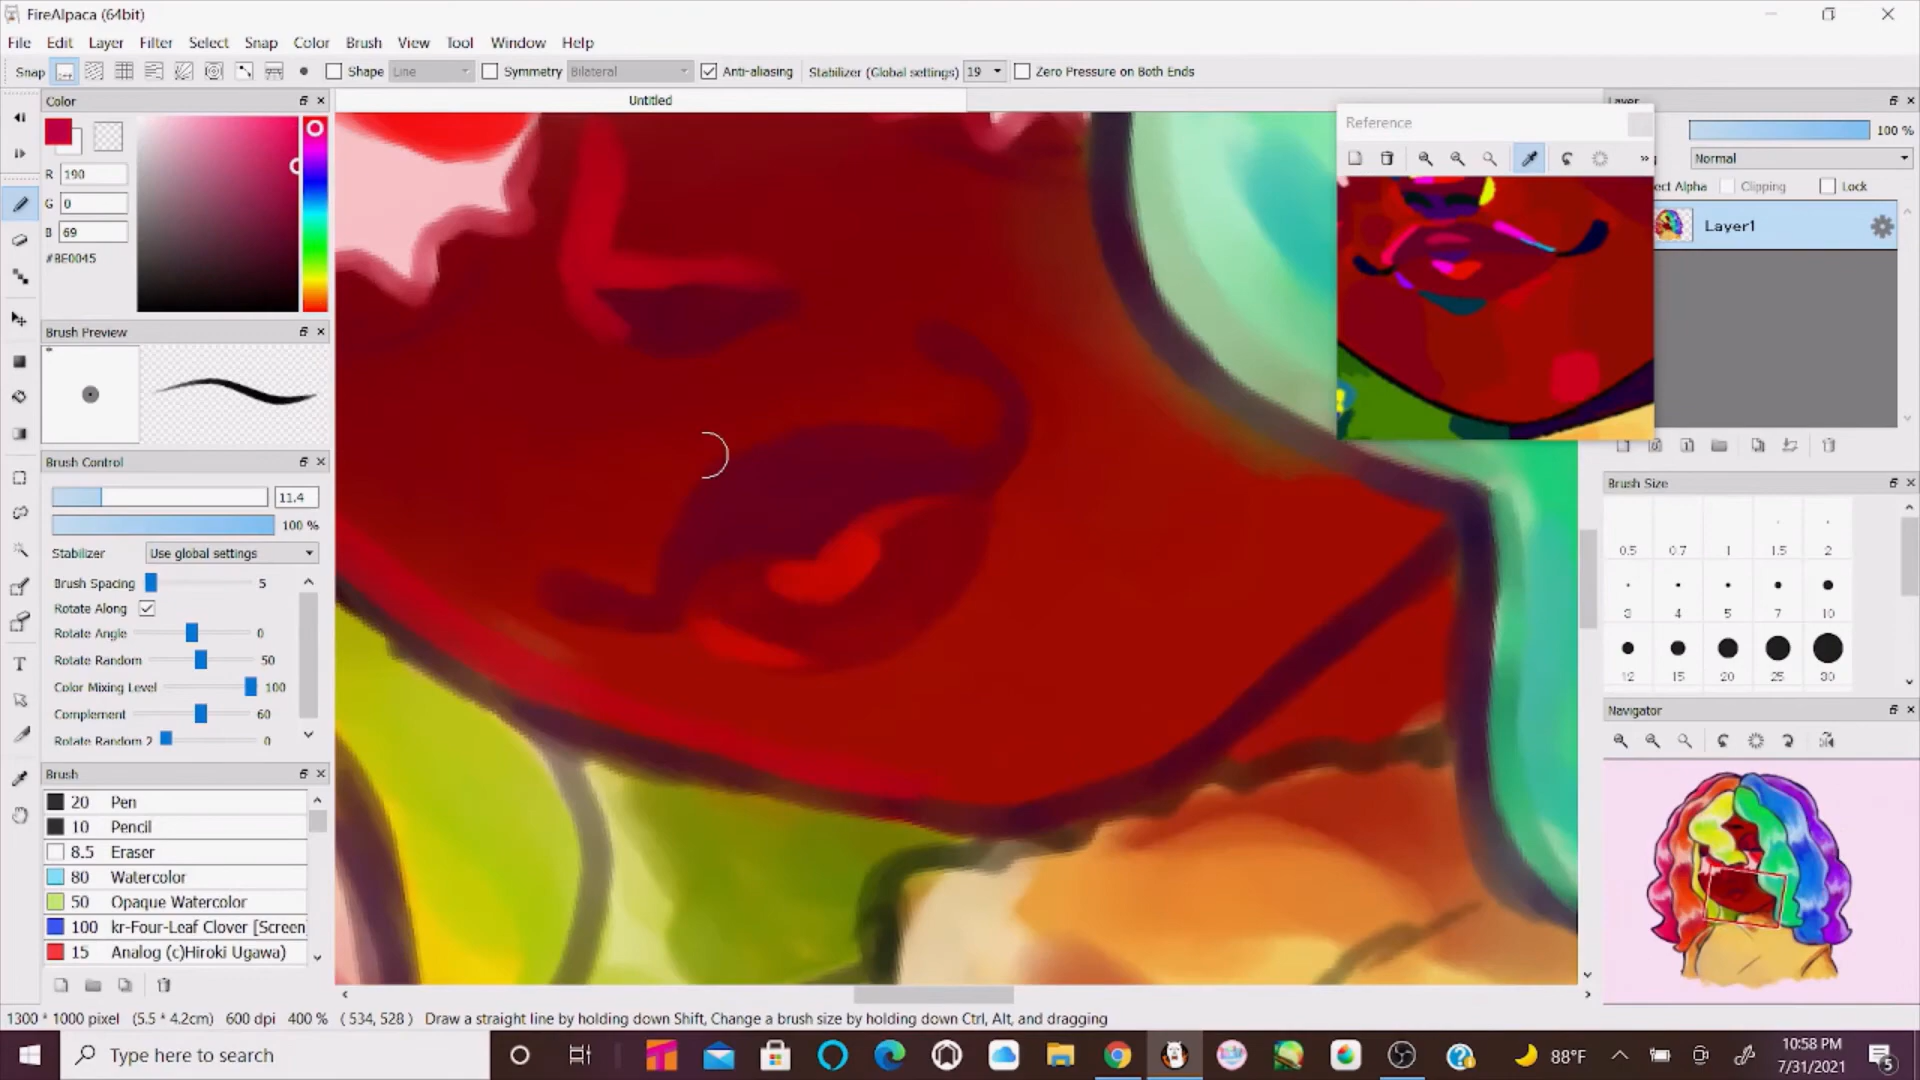 FireAlpaca (64bit)
File Edit Layer Filter Select Snap Color Brush View Tool Window Help
Snap Shape Line Symmetry Bilateral Anti-aliasing Stabilizer (Global settings) 19 Zero Pressure on Both Ends
Color
Untitled
R 190
G 0
B 69
#BE0045
Brush Preview
Brush Control
11.4
100 %
Stabilizer Use global settings
Brush Spacing 5
Rotate Along
Rotate Angle 0
Rotate Random 50
Color Mixing Level 100
Complement 60
Rotate Random 2 0
Brush
20 Pen
10 Pencil
8.5 Eraser
80 Watercolor
50 Opaque Watercolor
100 kr-Four-Leaf Clover [Screen
15 Analog (c)Hiroki Ugawa)
Reference
»
Layer
100 %
Normal
ect Alpha Clipping Lock
Layer1
Brush Size
0.5 0.7 1 1.5 2
3 4 5 7 10
12 15 20 25 30
Navigator
1300 * 1000 pixel (5.5 * 4.2cm) 600 dpi 400 % ( 534, 528 ) Draw a straight line by holding down Shift, Change a brush size by holding down Ctrl, Alt, and dragging
Type here to search
88°F
10:58 PM
7/31/2021
5